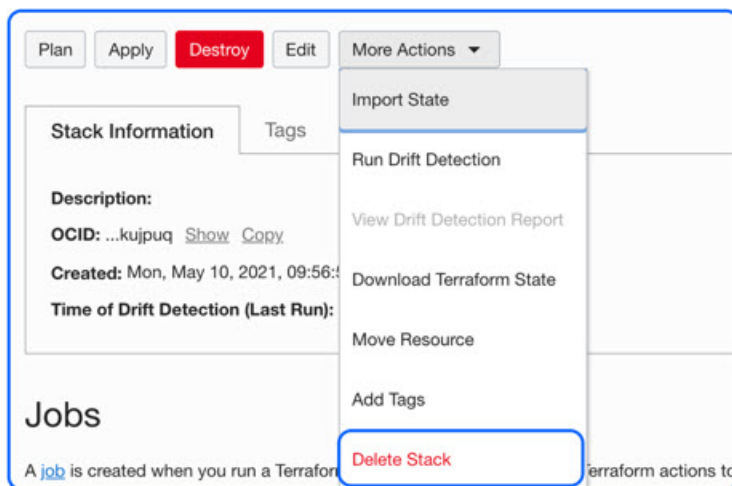 Plan Apply Destroy Edit More Actions
Import State
Stack Information Tags
Run Drift Detection
Description:
View Drift Detection Report
OCID: ...kujpuq Show Copy
Created: Mon, May 10, 2021, 09:56:
Download Terraform State
Time of Drift Detection (Last Run):
Move Resource
Add Tags
Jobs
Delete Stack
A job is created when you run a Terraform actions to